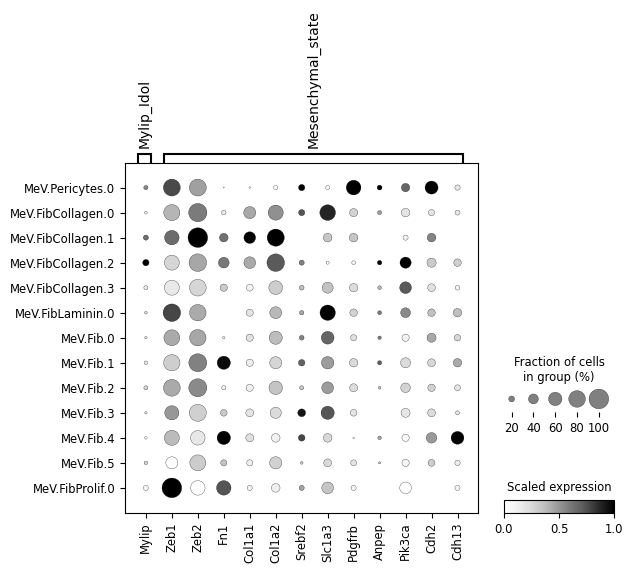 Mylip_Idol
Mesenchymal_state
MeV.Pericytes.0
MeV.FibCollagen.0
MeV.FibCollagen.1
MeV.FibCollagen.2
MeV.FibCollagen.3
MeV.FibLaminin.0
MeV.Fib.0
MeV.Fib.1
MeV.Fib.2
MeV.Fib.3
MeV.Fib.4
MeV.Fib.5
MeV.FibProlif.0
Mylip
Zeb1
Zeb2
Fn1
Col1a1
Col1a2
Srebf2
Slc1a3
Pdgfrb
Anpep
Pik3ca
Cdh2
Cdh13
Fraction of cells
in group (%)
20 40 60 80 100
Scaled expression
0.0 0.5 1.0